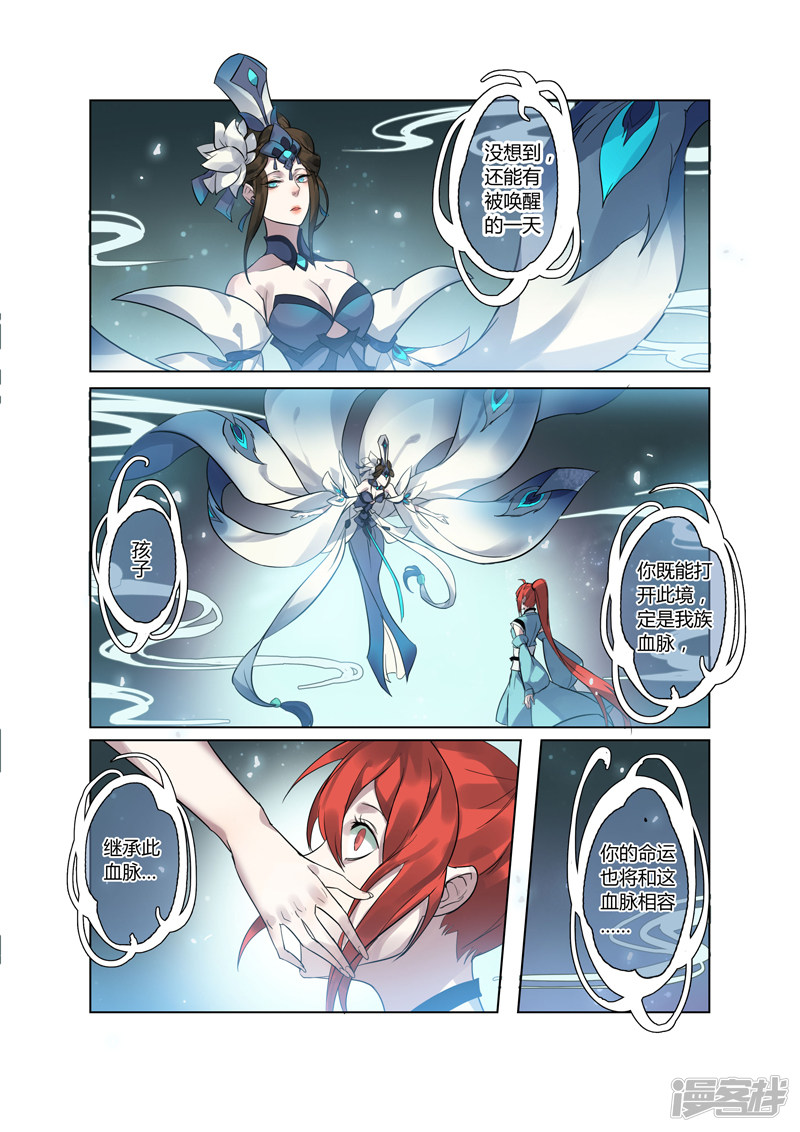 没想到，
还能有
被唤醒
的一天
孩子
你既能打
开此境，
定是我族
血脉，
继承此
血脉...
你的命运
也将和这
血脉相容
……
漫客栈